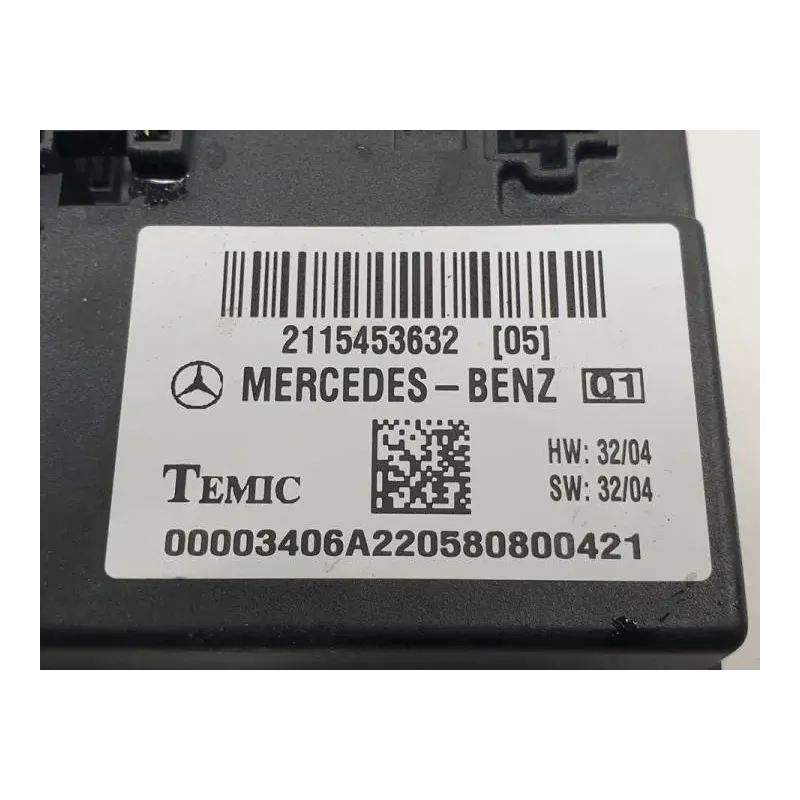 2115453632 [05]
MERCEDES-BENZ Q1
HW: 32/04
TEMIC
SW: 32/04
00003406A220580800421